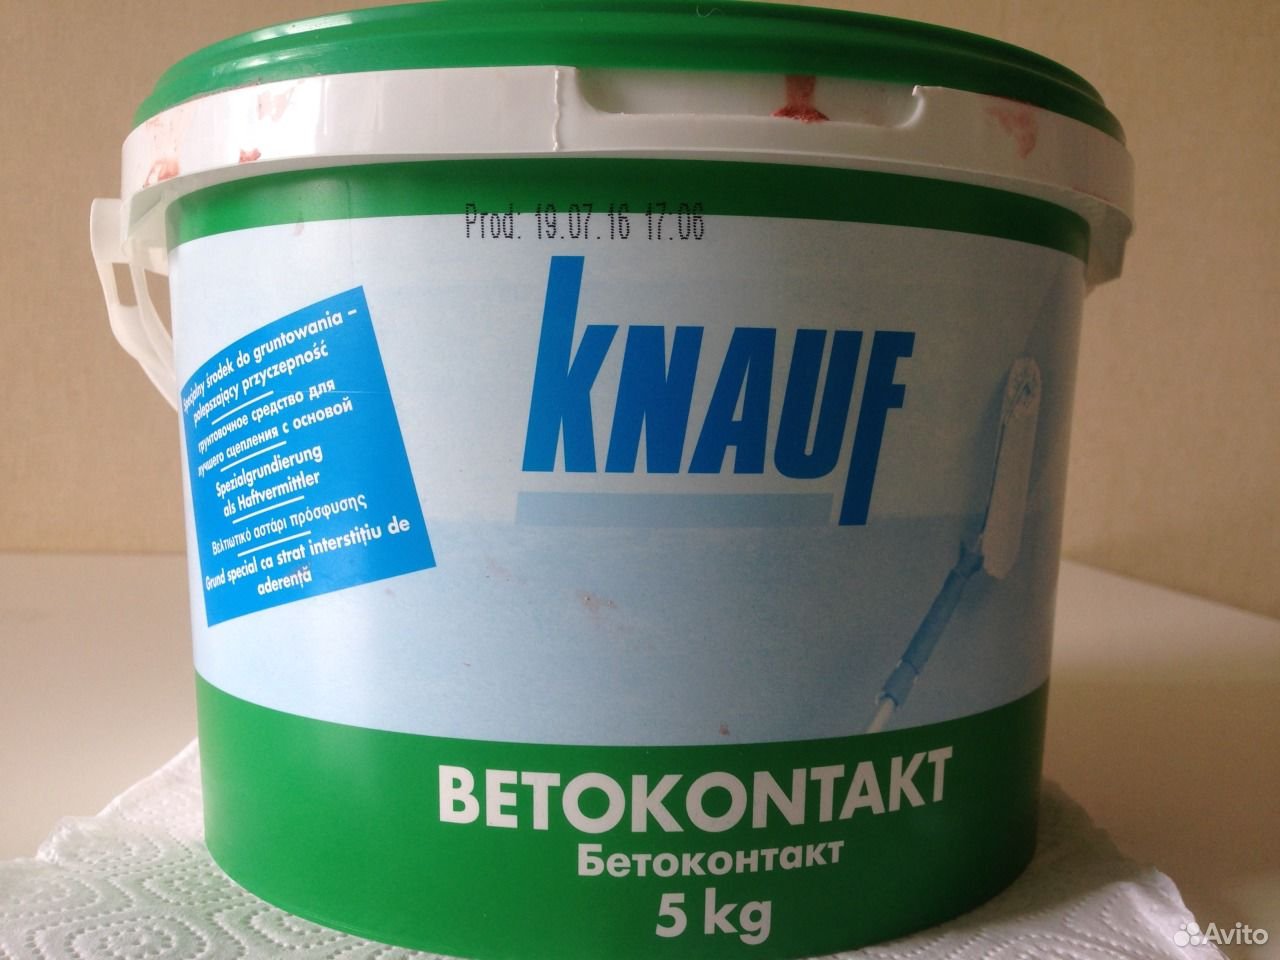 Prod: 19.07.16 17:06
KNAUF
Specjalny środek do gruntowania –
polepszający przyczepność
грунтовочное средство для
лучшего сцепления с основой
Spezialgrundierung
als Haftvermittler
Βελτιωτικό αστάρι πρόσφυσης
Grund special ca strat interstițiu de
aderență
BETOKONTAKT
Бетоконтакт
5 kg
Avito